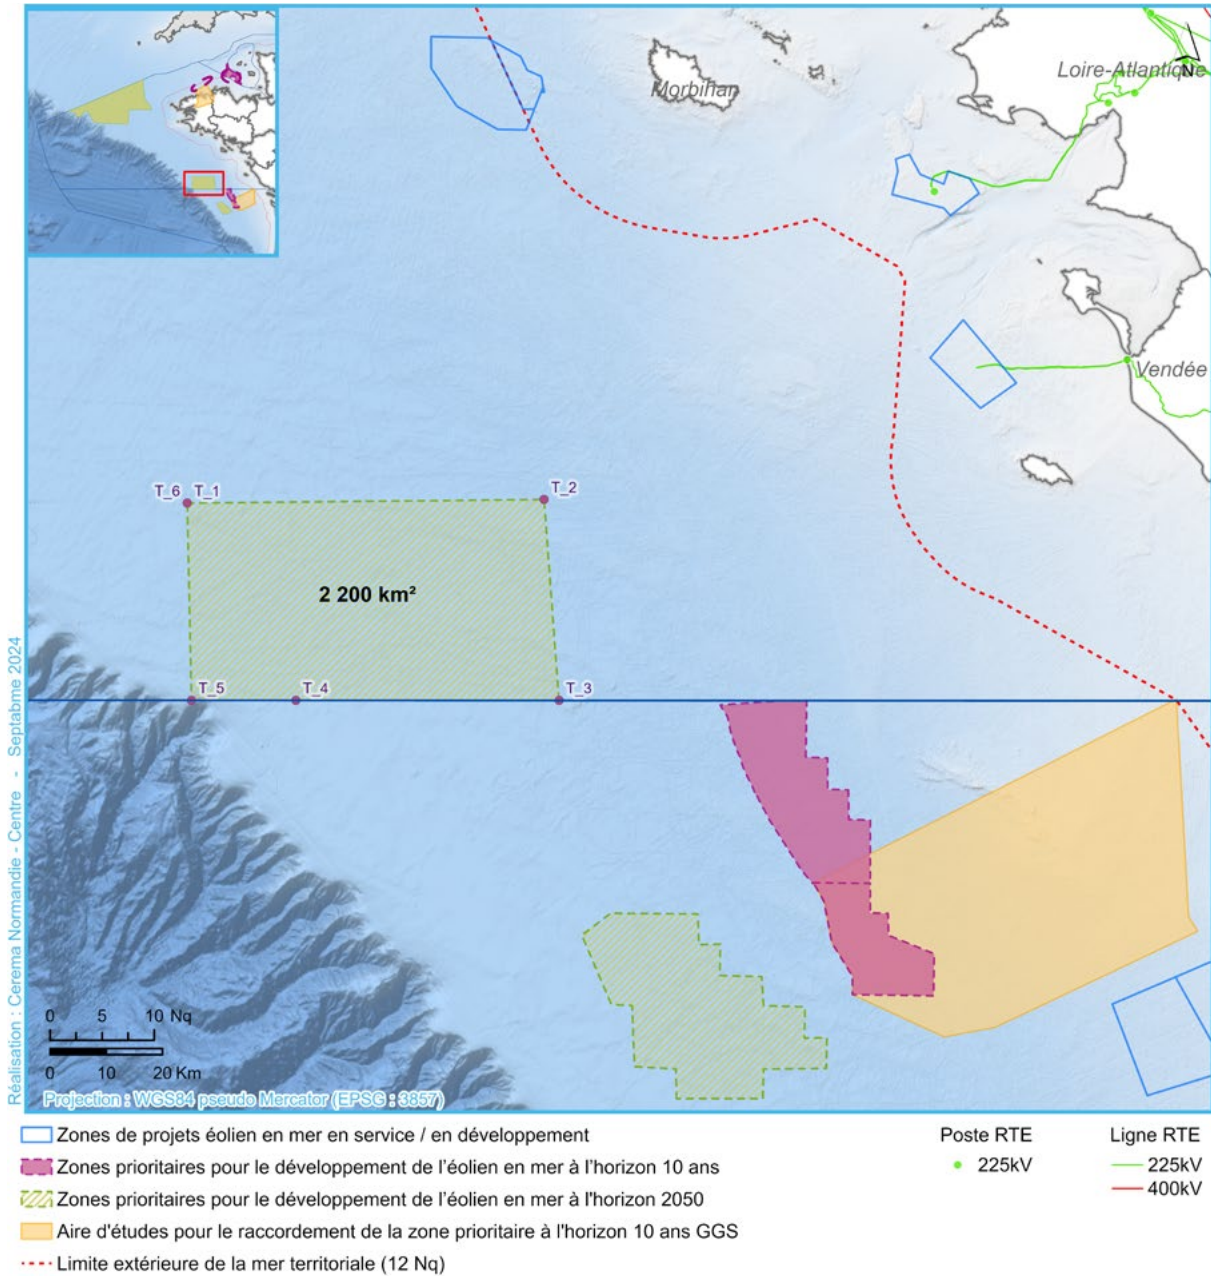 Morbihan
Loire-Atlantique
N
Vendée
T_6 T_1
T_2
2 200 km²
T_5
T_4
T_3
Réalisation : Cerema Normandie - Centre - Septabme 2024
0 5 10 Nq
0 10 20 Km
Projection : WGS84 pseudo Mercator (EPSG : 3857)
Zones de projets éolien en mer en service / en développement
Zones prioritaires pour le développement de l'éolien en mer à l'horizon 10 ans
Zones prioritaires pour le développement de l'éolien en mer à l'horizon 2050
Aire d'études pour le raccordement de la zone prioritaire à l'horizon 10 ans GGS
Limite extérieure de la mer territoriale (12 Nq)
Poste RTE
225kV
Ligne RTE
225kV
400kV